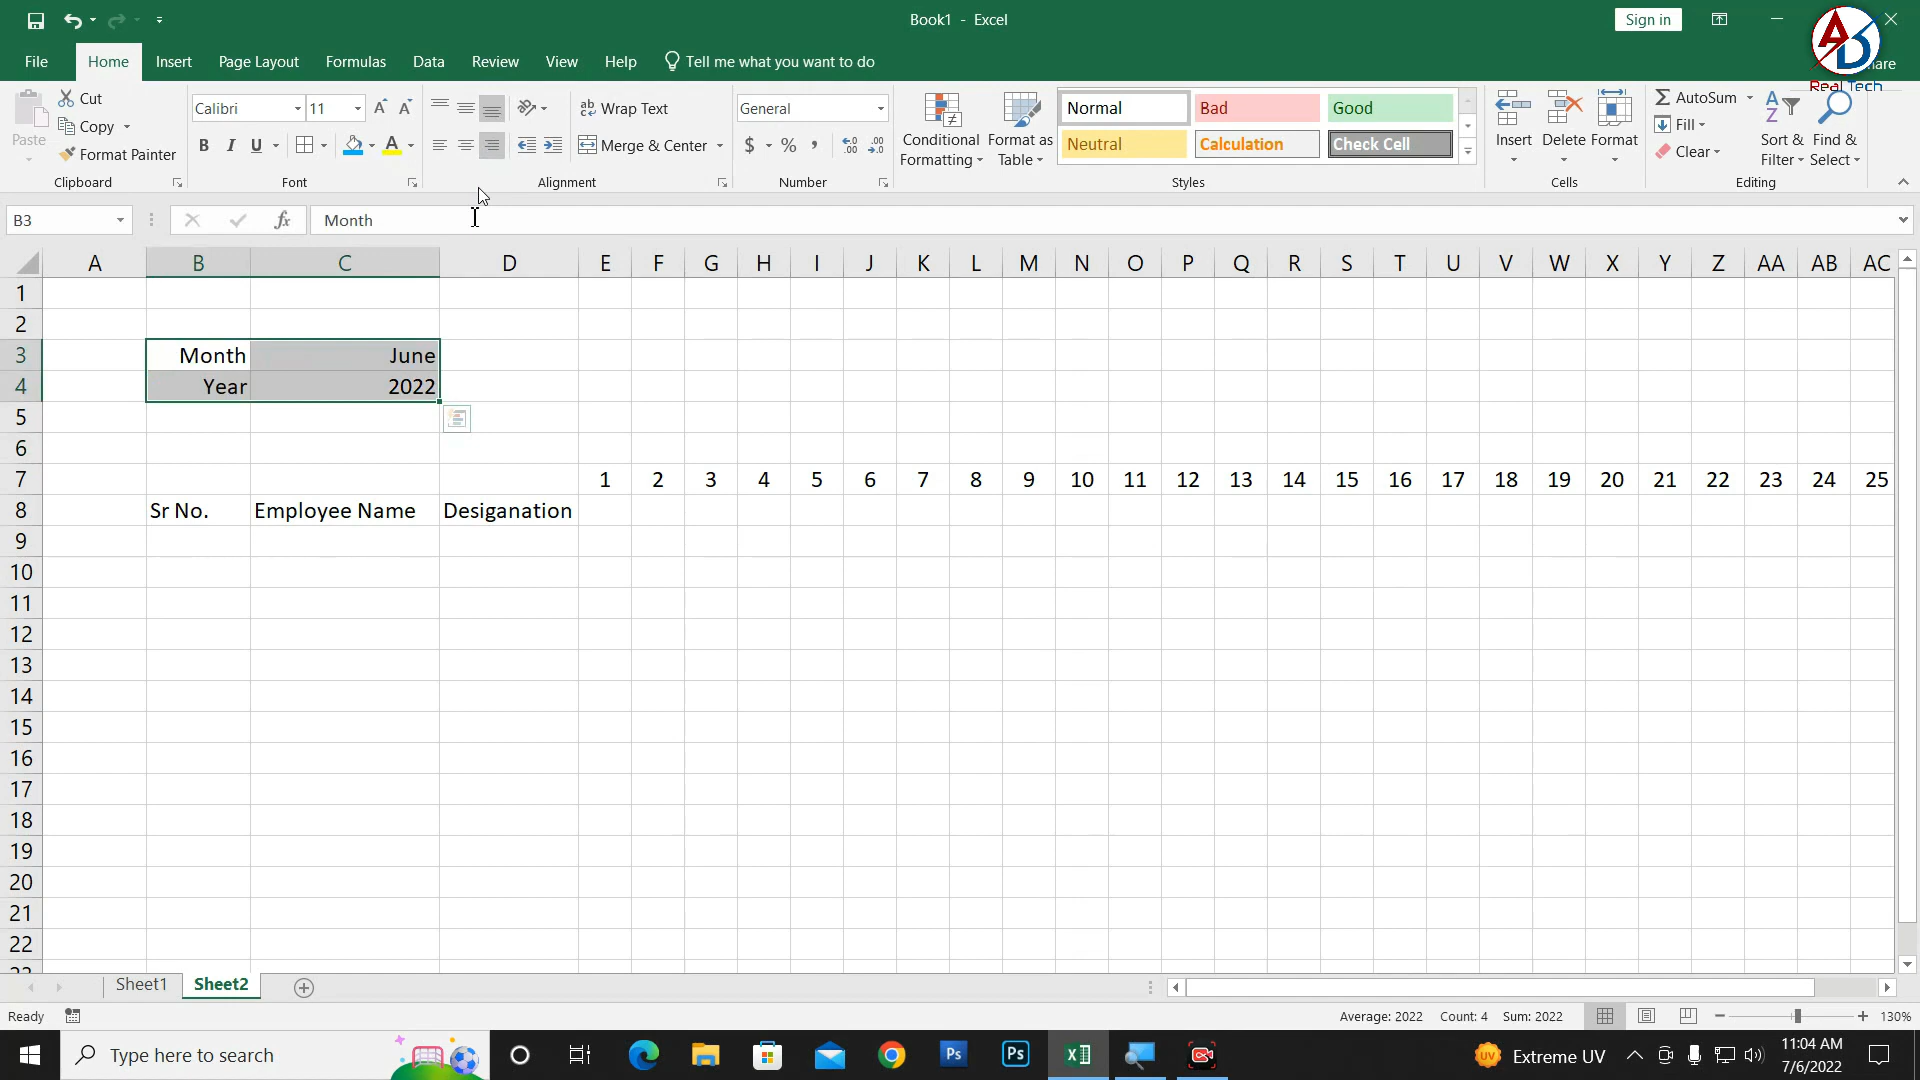 Book1 - Excel
Sign in
File Home Insert Page Layout Formulas Data Review View Help Tell me what you want to do
Real Tech
Paste
Cut
Copy
Format Painter
Clipboard
Calibri 11
B I U
Font
Wrap Text
Merge & Center
Alignment
General
$ % ,
Number
Conditional Formatting
Format as Table
Normal Bad Good
Neutral Calculation Check Cell
Styles
Insert Delete Format
Cells
AutoSum
Fill
Clear
Sort & Filter
Find & Select
Editing
B3 fx Month
A B C D E F G H I J K L M N O P Q R S T U V W X Y Z AA AB AC
1
2
3 Month June
4 Year 2022
5
6
7 1 2 3 4 5 6 7 8 9 10 11 12 13 14 15 16 17 18 19 20 21 22 23 24 25
8 Sr No. Employee Name Desiganation
9
10
11
12
13
14
15
16
17
18
19
20
21
22
Sheet1 Sheet2
Ready Average: 2022 Count: 4 Sum: 2022 130%
Type here to search
Ps
Ps
UV Extreme UV
11:04 AM
7/6/2022